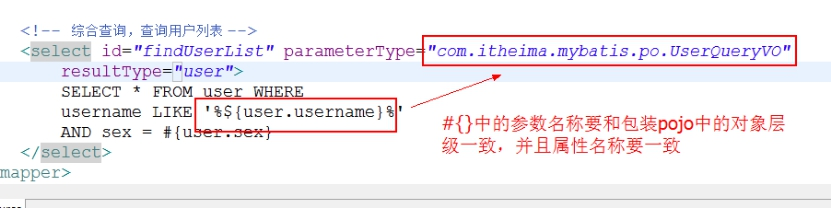 <!-- 综合查询，查询用户列表 -->
<select id="findUserList" parameterType="com.itheima.mybatis.po.UserQueryVO"
resultType="user">
SELECT * FROM user WHERE
username LIKE '%${user.username}%'
AND sex = #{user.sex}
</select>
mapper>
#{}中的参数名称要和包装pojo中的对象层
级一致，并且属性名称要一致